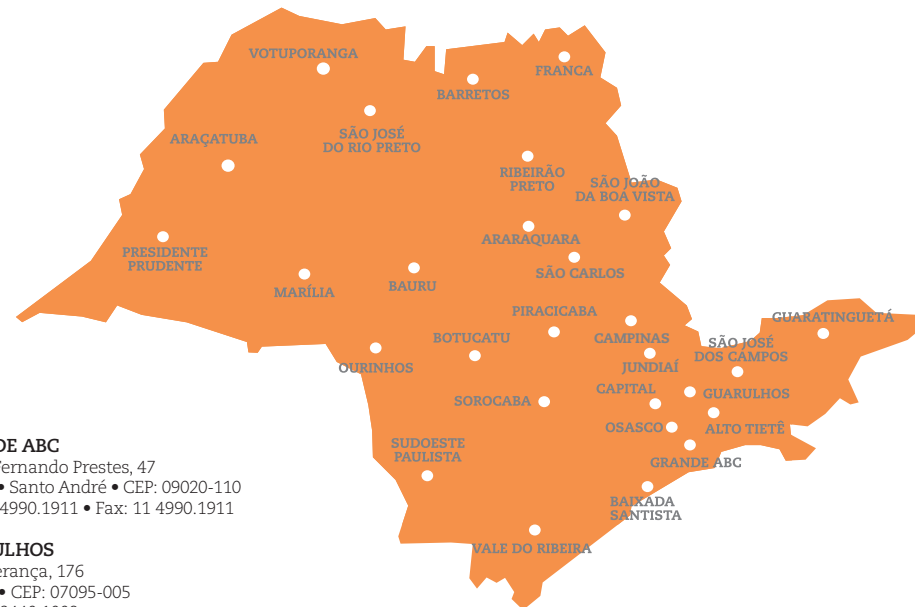 VOTUPORANGA
FRANCA
BARRETOS
SÃO JOSÉ
DO RIO PRETO
ARAÇATUBA
RIBEIRÃO
PRETO
SÃO JOÃO
DA BOA VISTA
ARARAQUARA
PRESIDENTE
PRUDENTE
SÃO CARLOS
BAURU
MARÍLIA
PIRACICABA
GUARATINGUETÁ
BOTUCATU
CAMPINAS
SÃO JOSÉ
DOS CAMPOS
OURINHOS
JUNDIAÍ
CAPITAL
GUARULHOS
SOROCABA
OSASCO
ALTO TIETÊ
SUDOESTE
PAULISTA
GRANDE ABC
BAIXADA
SANTISTA
VALE DO RIBEIRA
DE ABC
Fernando Prestes, 47
• Santo André • CEP: 09020-110
4990.1911 • Fax: 11 4990.1911
ULHOS
erança, 176
• CEP: 07095-005